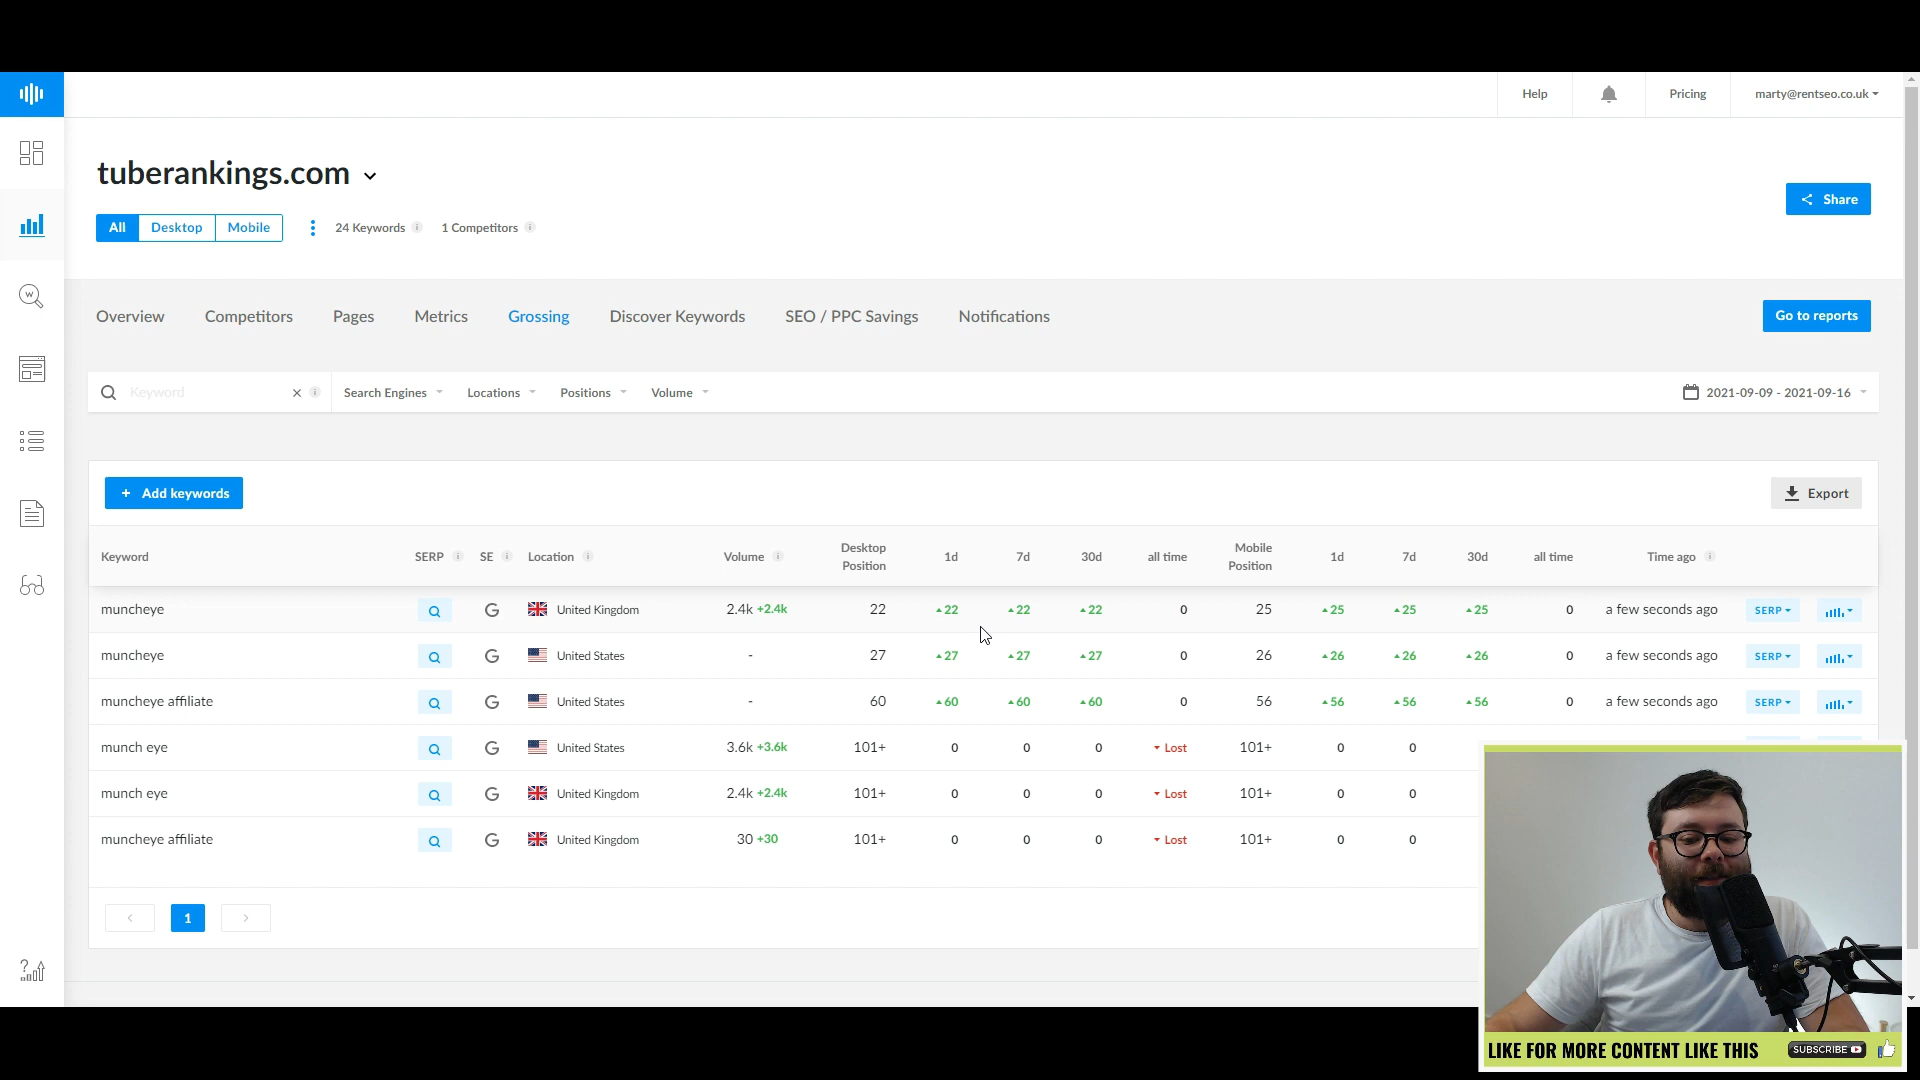 Help
Pricing
marty@rentseo.co.uk
tuberankings.com
Share
All
Desktop
Mobile
24 Keywords
1 Competitors
Overview
Competitors
Pages
Metrics
Grossing
Discover Keywords
SEO / PPC Savings
Notifications
Go to reports
Keyword
Search Engines
Locations
Positions
Volume
2021-09-09 - 2021-09-16
+ Add keywords
Export
Keyword SERP SE Location Volume Desktop Position 1d 7d 30d all time Mobile Position 1d 7d 30d all time Time ago
muncheye G United Kingdom 2.4k +2.4k 22 22 22 22 0 25 25 25 25 0 a few seconds ago SERP
muncheye G United States - 27 27 27 27 0 26 26 26 26 0 a few seconds ago SERP
muncheye affiliate G United States - 60 60 60 60 0 56 56 56 56 0 a few seconds ago SERP
munch eye G United States 3.6k +3.6k 101+ 0 0 0 Lost 101+ 0 0
munch eye G United Kingdom 2.4k +2.4k 101+ 0 0 0 Lost 101+ 0 0
muncheye affiliate G United Kingdom 30 +30 101+ 0 0 0 Lost 101+ 0 0
< 1 >
LIKE FOR MORE CONTENT LIKE THIS
SUBSCRIBE